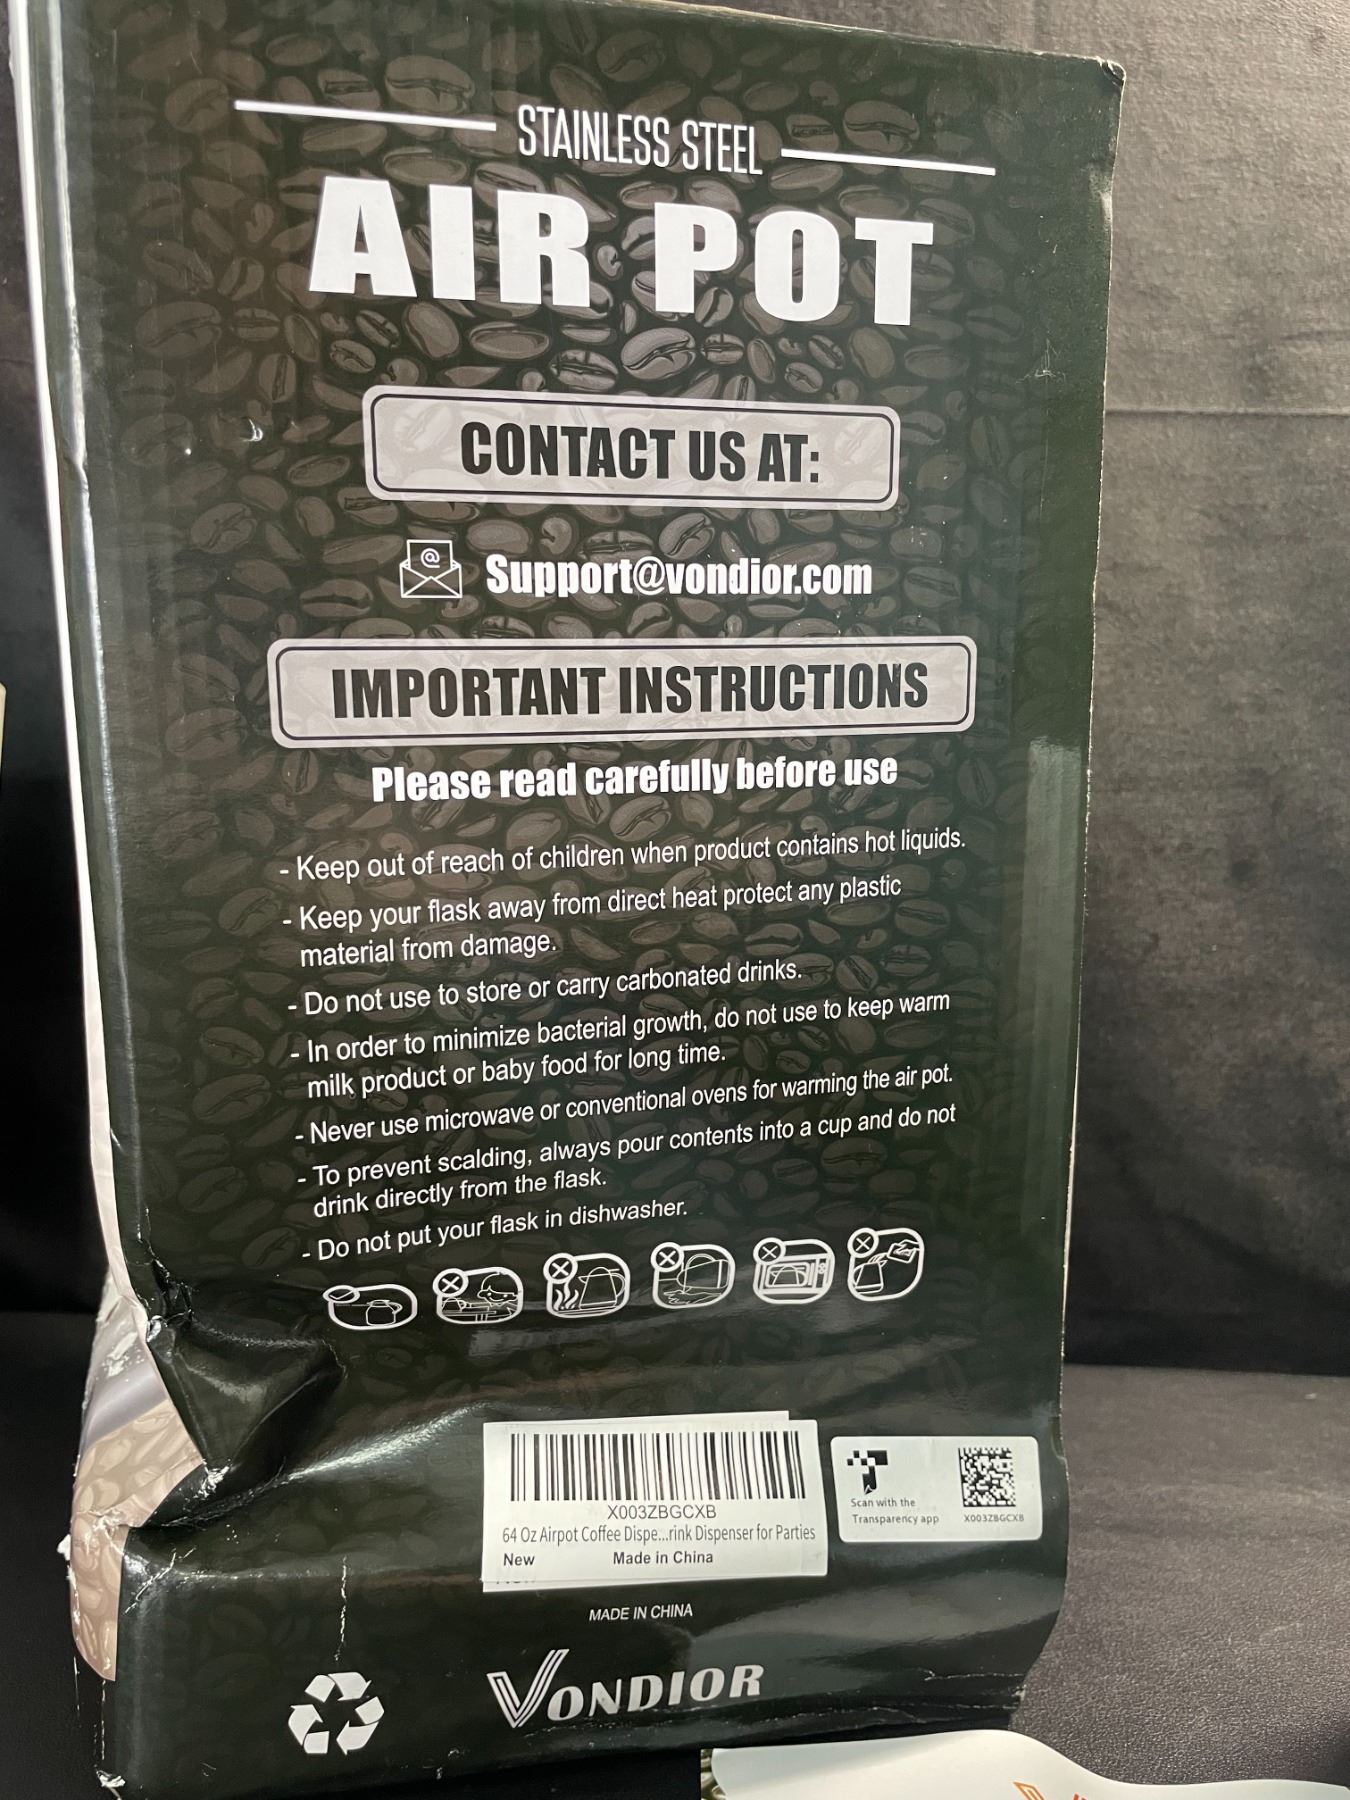 STAINLESS STEEL
AIR POT
CONTACT US AT:
@
Support@vondior.com
IMPORTANT INSTRUCTIONS
Please read carefully before use
- Keep out of reach of children when product contains hot liquids.
- Keep your flask away from direct heat protect any plastic
material from damage.
- Do not use to store or carry carbonated drinks.
- In order to minimize bacterial growth, do not use to keep warm
milk product or baby food for long time.
- Never use microwave or conventional ovens for warming the air pot.
- To prevent scalding, always pour contents into a cup and do not
drink directly from the flask.
- Do not put your flask in dishwasher.
X003ZBGCXB
64 Oz Airpot Coffee Dispe...rink Dispenser for Parties
New Made in China
Scan with the
Transparency app
X003ZBGCXB
MADE IN CHINA
VONDIOR